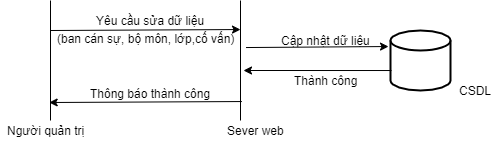 Yêu cầu sửa dữ liệu
(ban cán sự, bộ môn, lớp,cố vấn)
Cập nhật dữ liệu
Thành công
Thông báo thành công
CSDL
Người quản trị
Sever web